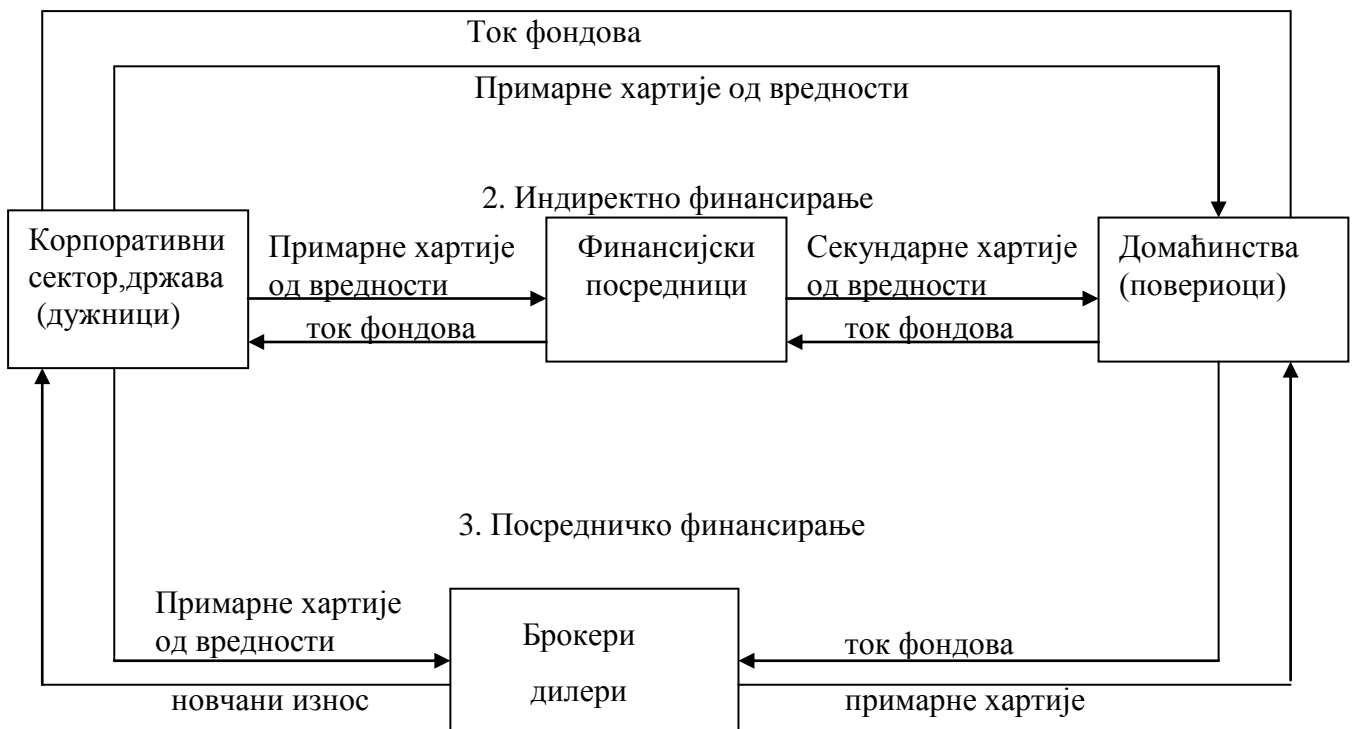 Ток фондова
Примарне хартије од вредности
2. Индиректно финансирање
Корпоративни
сектор,држава
(дужници)
Примарне хартије
од вредности
ток фондова
Финансијски
посредници
Секундарне хартије
од вредности
ток фондова
Домаћинства
(повериоци)
3. Посредничко финансирање
Примарне хартије
од вредности
новчани износ
Брокери
дилери
ток фондова
примарне хартије